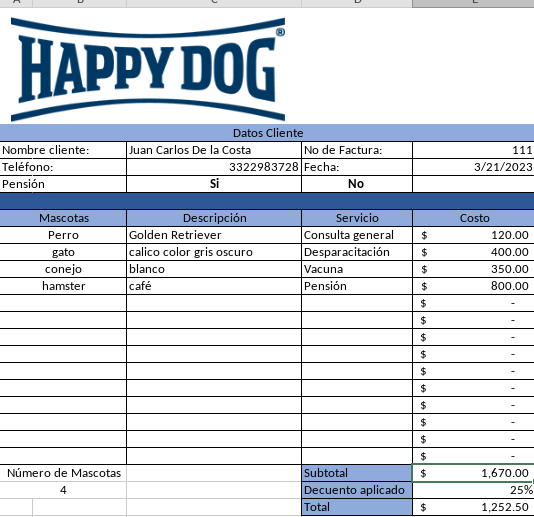 HAPPY DOG®
Datos Cliente
Nombre cliente: Juan Carlos De la Costa No de Factura: 111
Teléfono: 3322983728 Fecha: 3/21/2023
Pensión Si No
Mascotas Descripción Servicio Costo
Perro Golden Retriever Consulta general $ 120.00
gato calico color gris oscuro Desparacitación $ 400.00
conejo blanco Vacuna $ 350.00
hamster café Pensión $ 800.00
$ -
$ -
$ -
$ -
$ -
$ -
$ -
$ -
$ -
$ -
Subtotal $ 1,670.00
Número de Mascotas
Decuento aplicado 25%
4
Total $ 1,252.50